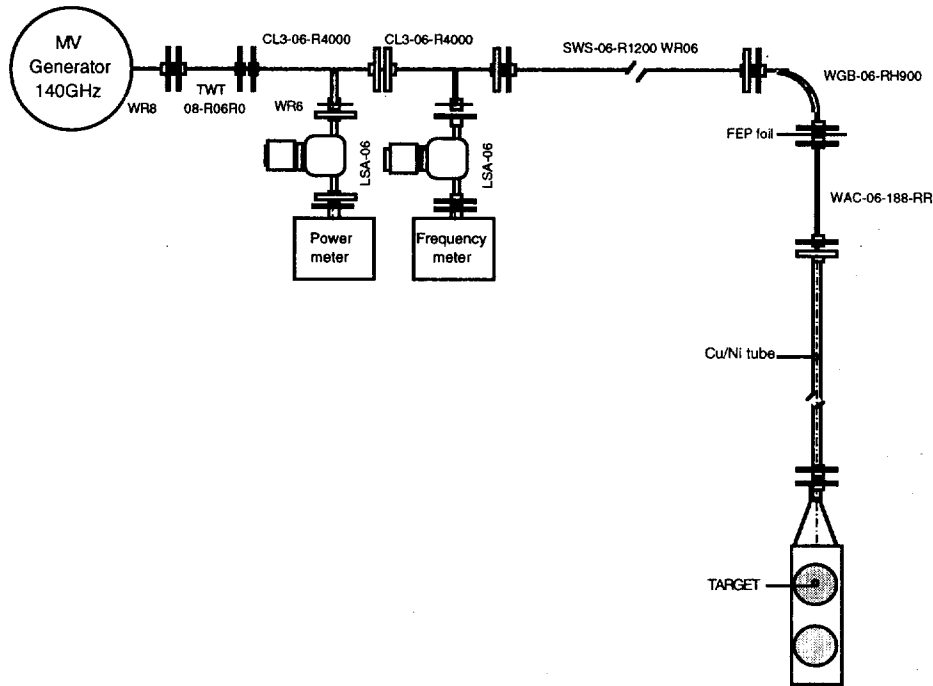 MV
Generator
140GHz
WR8
TWT
08-R06R0
CL3-06-R4000
CL3-06-R4000
WR6
LSA-06
LSA-06
Power
meter
Frequency
meter
SWS-06-R1200 WR06
WGB-06-RH900
FEP foil
WAC-06-188-RR
Cu/Ni tube
TARGET